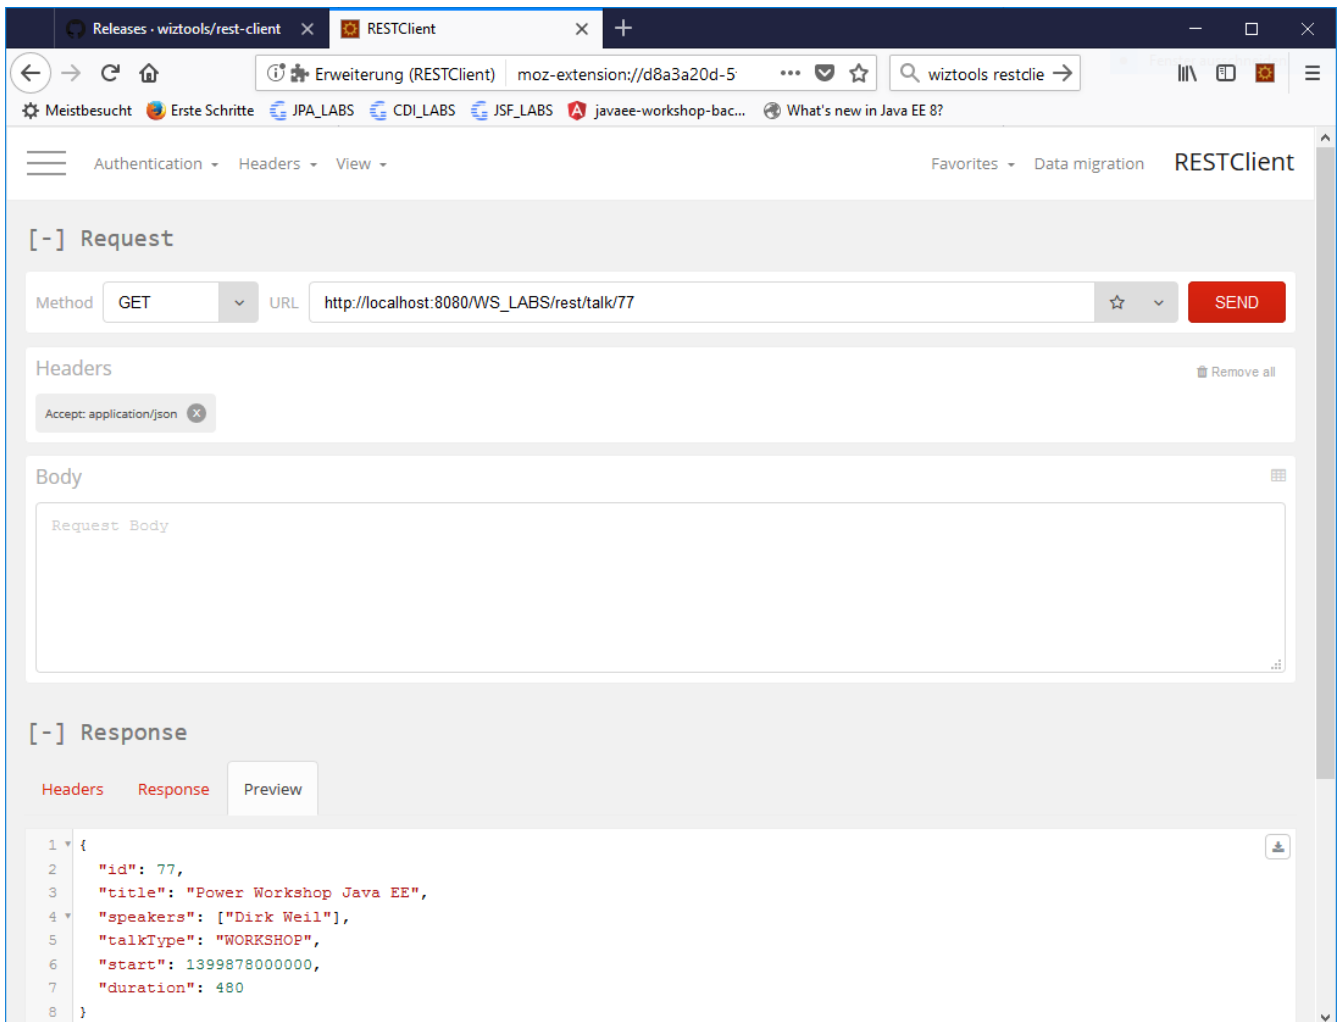 Releases · wiztools/rest-client
RESTClient
Erweiterung (RESTClient) moz-extension://d8a3a20d-5 wiztools restclie
Meistbesucht Erste Schritte JPA_LABS CDI_LABS JSF_LABS javaee-workshop-bac... What's new in Java EE 8?
Authentication Headers View Favorites Data migration RESTClient
[-] Request
Method GET URL http://localhost:8080/WS_LABS/rest/talk/77 SEND
Headers Remove all
Accept: application/json
Body
Request Body
[-] Response
Headers Response Preview
1 {
2 "id": 77,
3 "title": "Power Workshop Java EE",
4 "speakers": ["Dirk Weil"],
5 "talkType": "WORKSHOP",
6 "start": 1399878000000,
7 "duration": 480
8 }